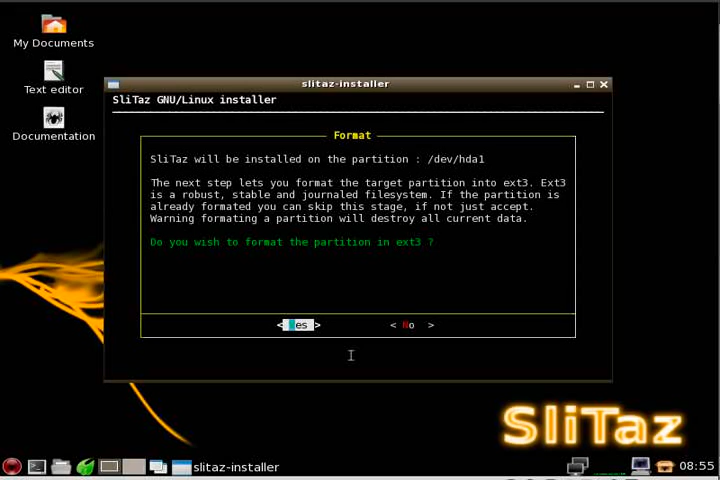 My Documents
Text editor
Documentation
slitaz-installer
SliTaz GNU/Linux installer
Format
SliTaz will be installed on the partition : /dev/hda1
The next step lets you format the target partition into ext3. Ext3
is a robust, stable and journaled filesystem. If the partition is
already formated you can skip this stage, if not just accept.
Warning formating a partition will destroy all current data.
Do you wish to format the partition in ext3 ?
<Yes> < No >
SliTaz
slitaz-installer 08:55